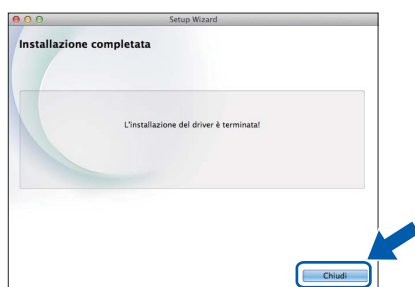 Setup Wizard
Installazione completata
L'installazione del driver è terminata!
Chiudi